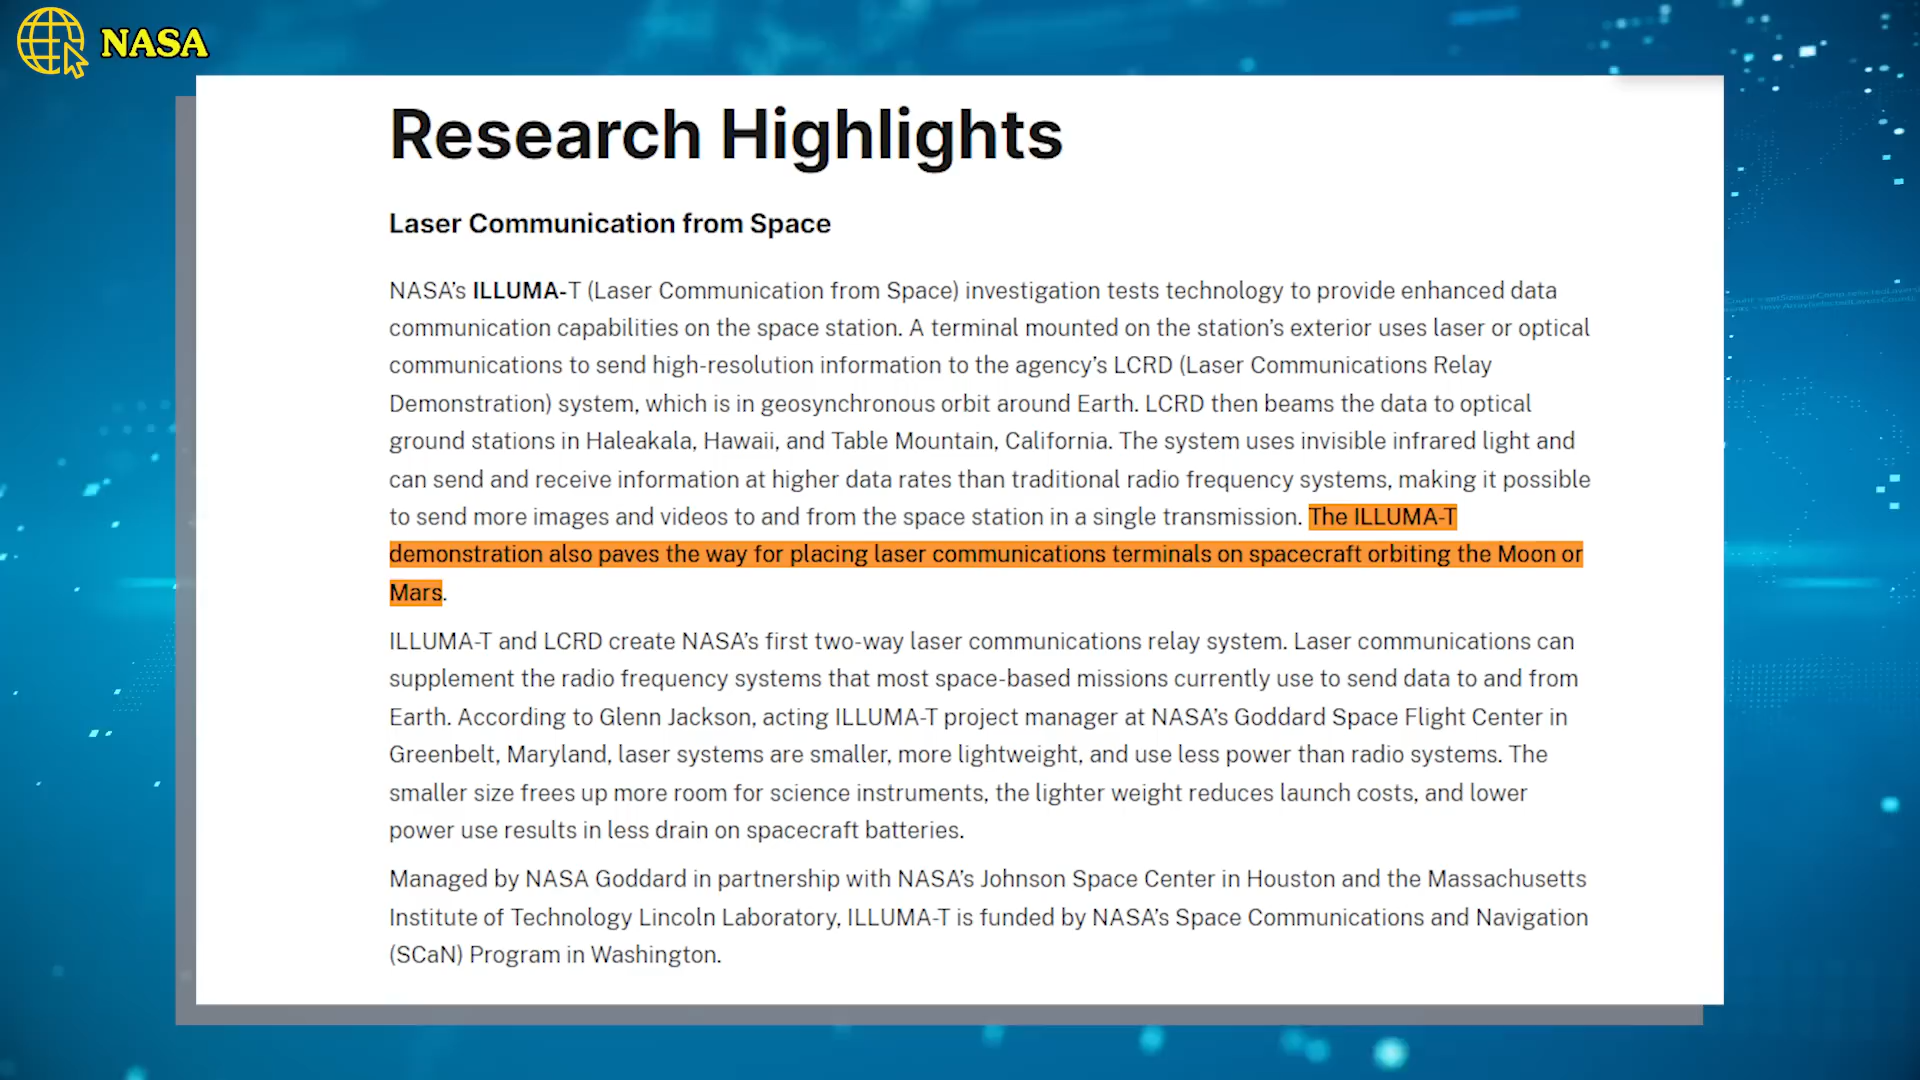 NASA
Research Highlights
Laser Communication from Space
NASA’s ILLUMA-T (Laser Communication from Space) investigation tests technology to provide enhanced data
communication capabilities on the space station. A terminal mounted on the station’s exterior uses laser or optical
communications to send high-resolution information to the agency’s LCRD (Laser Communications Relay
Demonstration) system, which is in geosynchronous orbit around Earth. LCRD then beams the data to optical
ground stations in Haleakala, Hawaii, and Table Mountain, California. The system uses invisible infrared light and
can send and receive information at higher data rates than traditional radio frequency systems, making it possible
to send more images and videos to and from the space station in a single transmission. The ILLUMA-T
demonstration also paves the way for placing laser communications terminals on spacecraft orbiting the Moon or
Mars.
ILLUMA-T and LCRD create NASA’s first two-way laser communications relay system. Laser communications can
supplement the radio frequency systems that most space-based missions currently use to send data to and from
Earth. According to Glenn Jackson, acting ILLUMA-T project manager at NASA’s Goddard Space Flight Center in
Greenbelt, Maryland, laser systems are smaller, more lightweight, and use less power than radio systems. The
smaller size frees up more room for science instruments, the lighter weight reduces launch costs, and lower
power use results in less drain on spacecraft batteries.
Managed by NASA Goddard in partnership with NASA’s Johnson Space Center in Houston and the Massachusetts
Institute of Technology Lincoln Laboratory, ILLUMA-T is funded by NASA’s Space Communications and Navigation
(SCaN) Program in Washington.